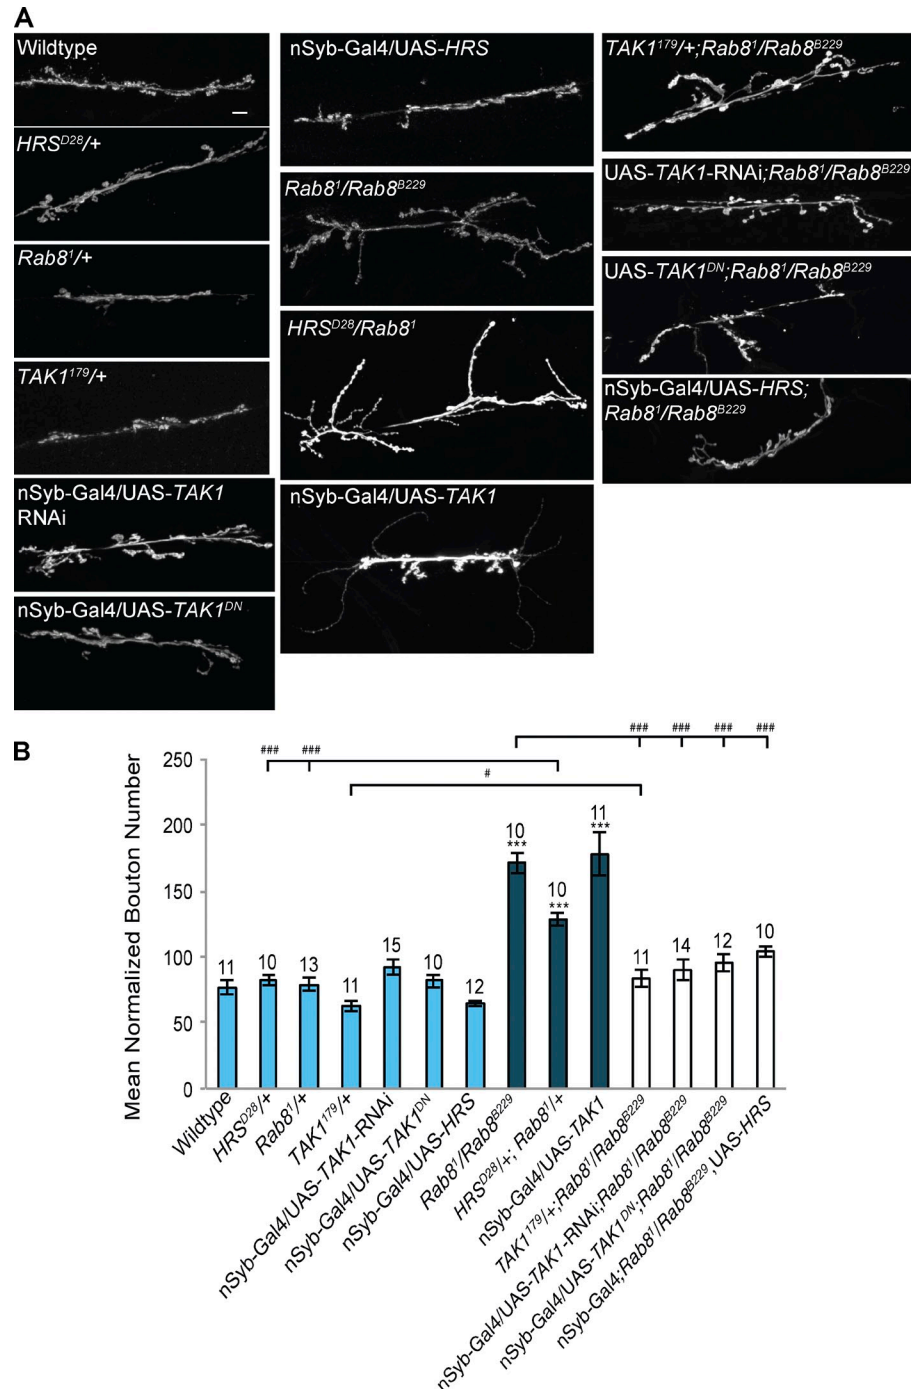 A
Wildtype
HRS^D28/+
Rab8^1/+
TAK1^179/+
nSyb-Gal4/UAS-TAK1
RNAi
nSyb-Gal4/UAS-TAK1^DN
nSyb-Gal4/UAS-HRS
Rab8^1/Rab8^B229
HRS^D28/Rab8^1
nSyb-Gal4/UAS-TAK1
TAK1^179/+;Rab8^1/Rab8^B229
UAS-TAK1-RNAi;Rab8^1/Rab8^B229
UAS-TAK1^DN;Rab8^1/Rab8^B229
nSyb-Gal4/UAS-HRS;
Rab8^1/Rab8^B229
B
### ### ### ### ### ###
#
Mean Normalized Bouton Number
250
200
150
100
50
0
11
10
13
11
15
10
12
10
***
10
***
11
***
11
14
12
10
Wildtype
HRS^D28/+
Rab8^1/+
TAK1^179/+
nSyb-Gal4/UAS-TAK1-RNAi
nSyb-Gal4/UAS-TAK1^DN
nSyb-Gal4/UAS-HRS
Rab8^1/Rab8^B229
HRS^D28/+; Rab8^1/+
nSyb-Gal4/UAS-TAK1
TAK1^179/+;Rab8^1/Rab8^B229
nSyb-Gal4/UAS-TAK1-RNAi;Rab8^1/Rab8^B229
nSyb-Gal4/UAS-TAK1^DN;Rab8^1/Rab8^B229
nSyb-Gal4;Rab8^1/Rab8^B229, UAS-HRS